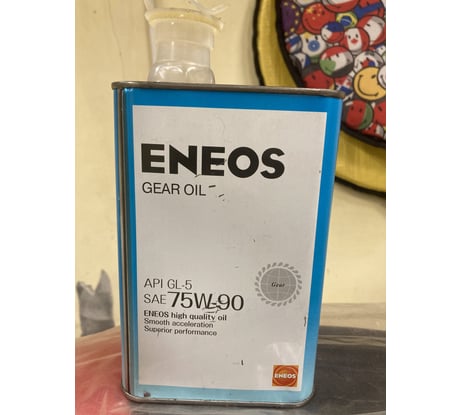 ENEOS
GEAR OIL
API GL-5
SAE 75W-90
Gear
ENEOS high quality oil
Smooth acceleration
Superior performance
ENEOS